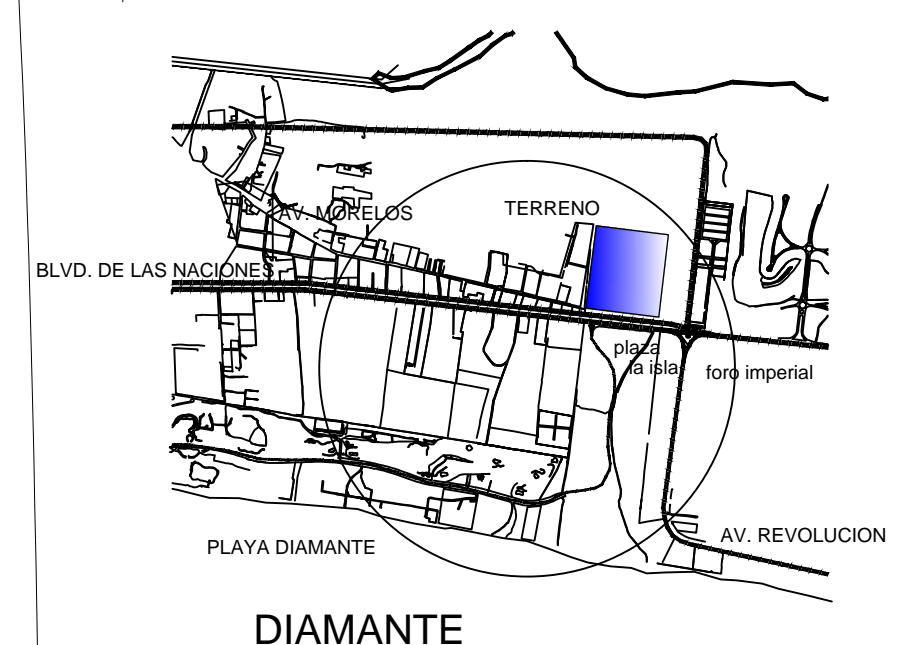 TERRENO
AV. MORELOS
BLVD. DE LAS NACIONES
plaza
la isla
foro imperial
AV. REVOLUCION
PLAYA DIAMANTE
DIAMANTE